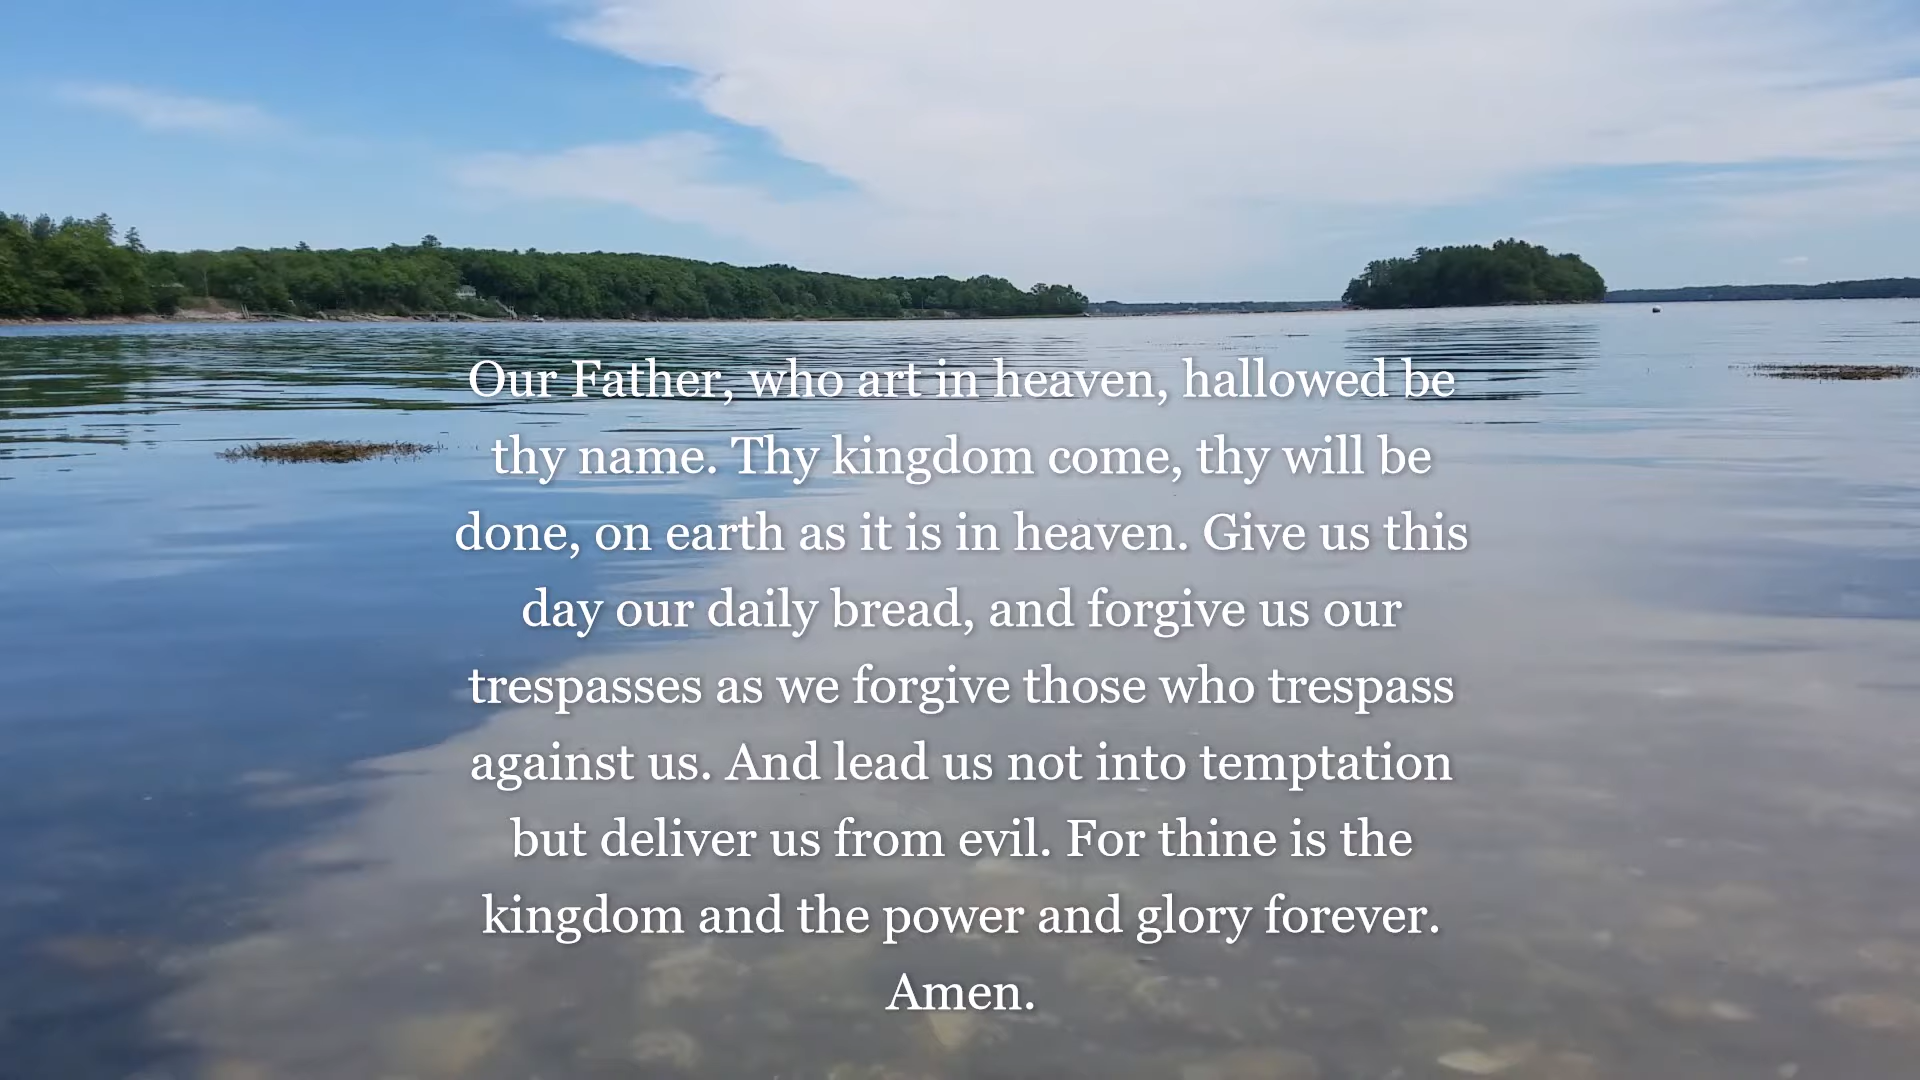 Our Father, who art in heaven, hallowed be
thy name. Thy kingdom come, thy will be
done, on earth as it is in heaven. Give us this
day our daily bread, and forgive us our
trespasses as we forgive those who trespass
against us. And lead us not into temptation
but deliver us from evil. For thine is the
kingdom and the power and glory forever.
Amen.